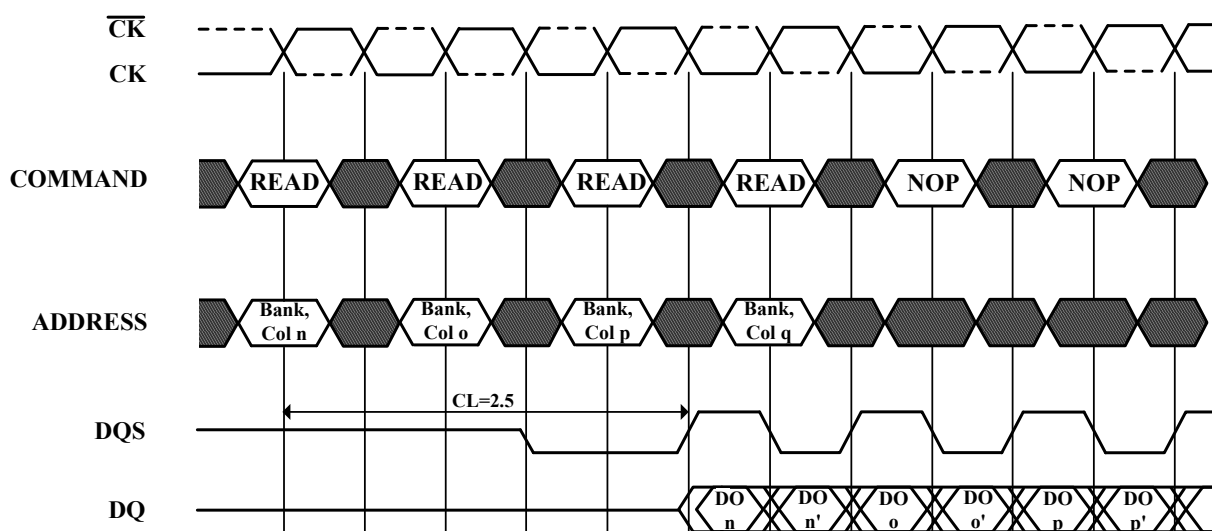 CK
CK
COMMAND READ READ READ READ NOP NOP
ADDRESS Bank, Col n Bank, Col o Bank, Col p Bank, Col q
CL=2.5
DQS
DQ DO n DO n' DO o DO o' DO p DO p'